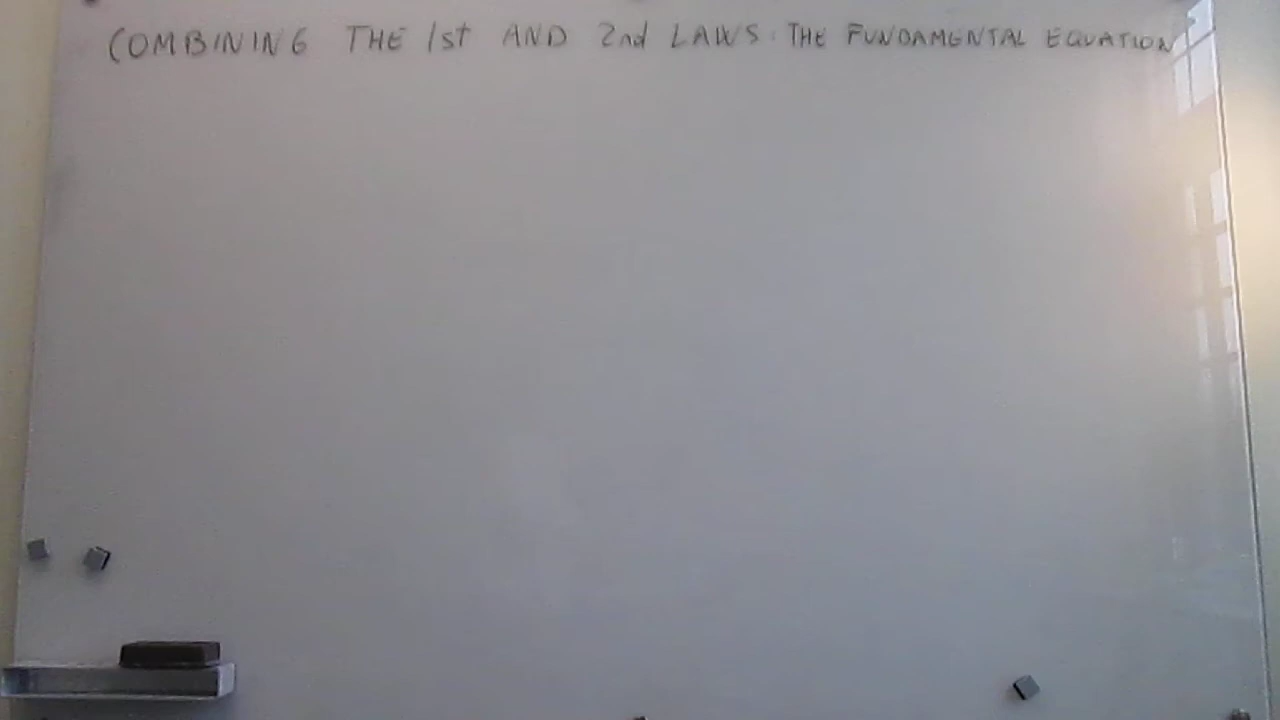 COMBINING THE 1st AND 2nd LAWS: THE FUNDAMENTAL EQUATION